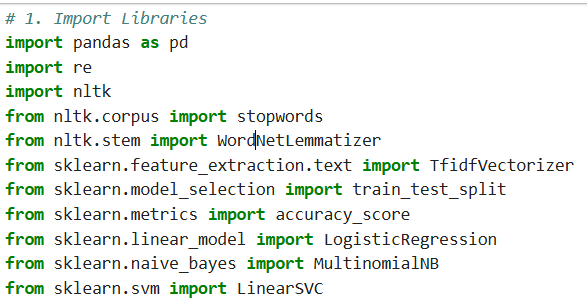 # 1. Import Libraries
import pandas as pd
import re
import nltk
from nltk.corpus import stopwords
from nltk.stem import WordNetLemmatizer
from sklearn.feature_extraction.text import TfidfVectorizer
from sklearn.model_selection import train_test_split
from sklearn.metrics import accuracy_score
from sklearn.linear_model import LogisticRegression
from sklearn.naive_bayes import MultinomialNB
from sklearn.svm import LinearSVC